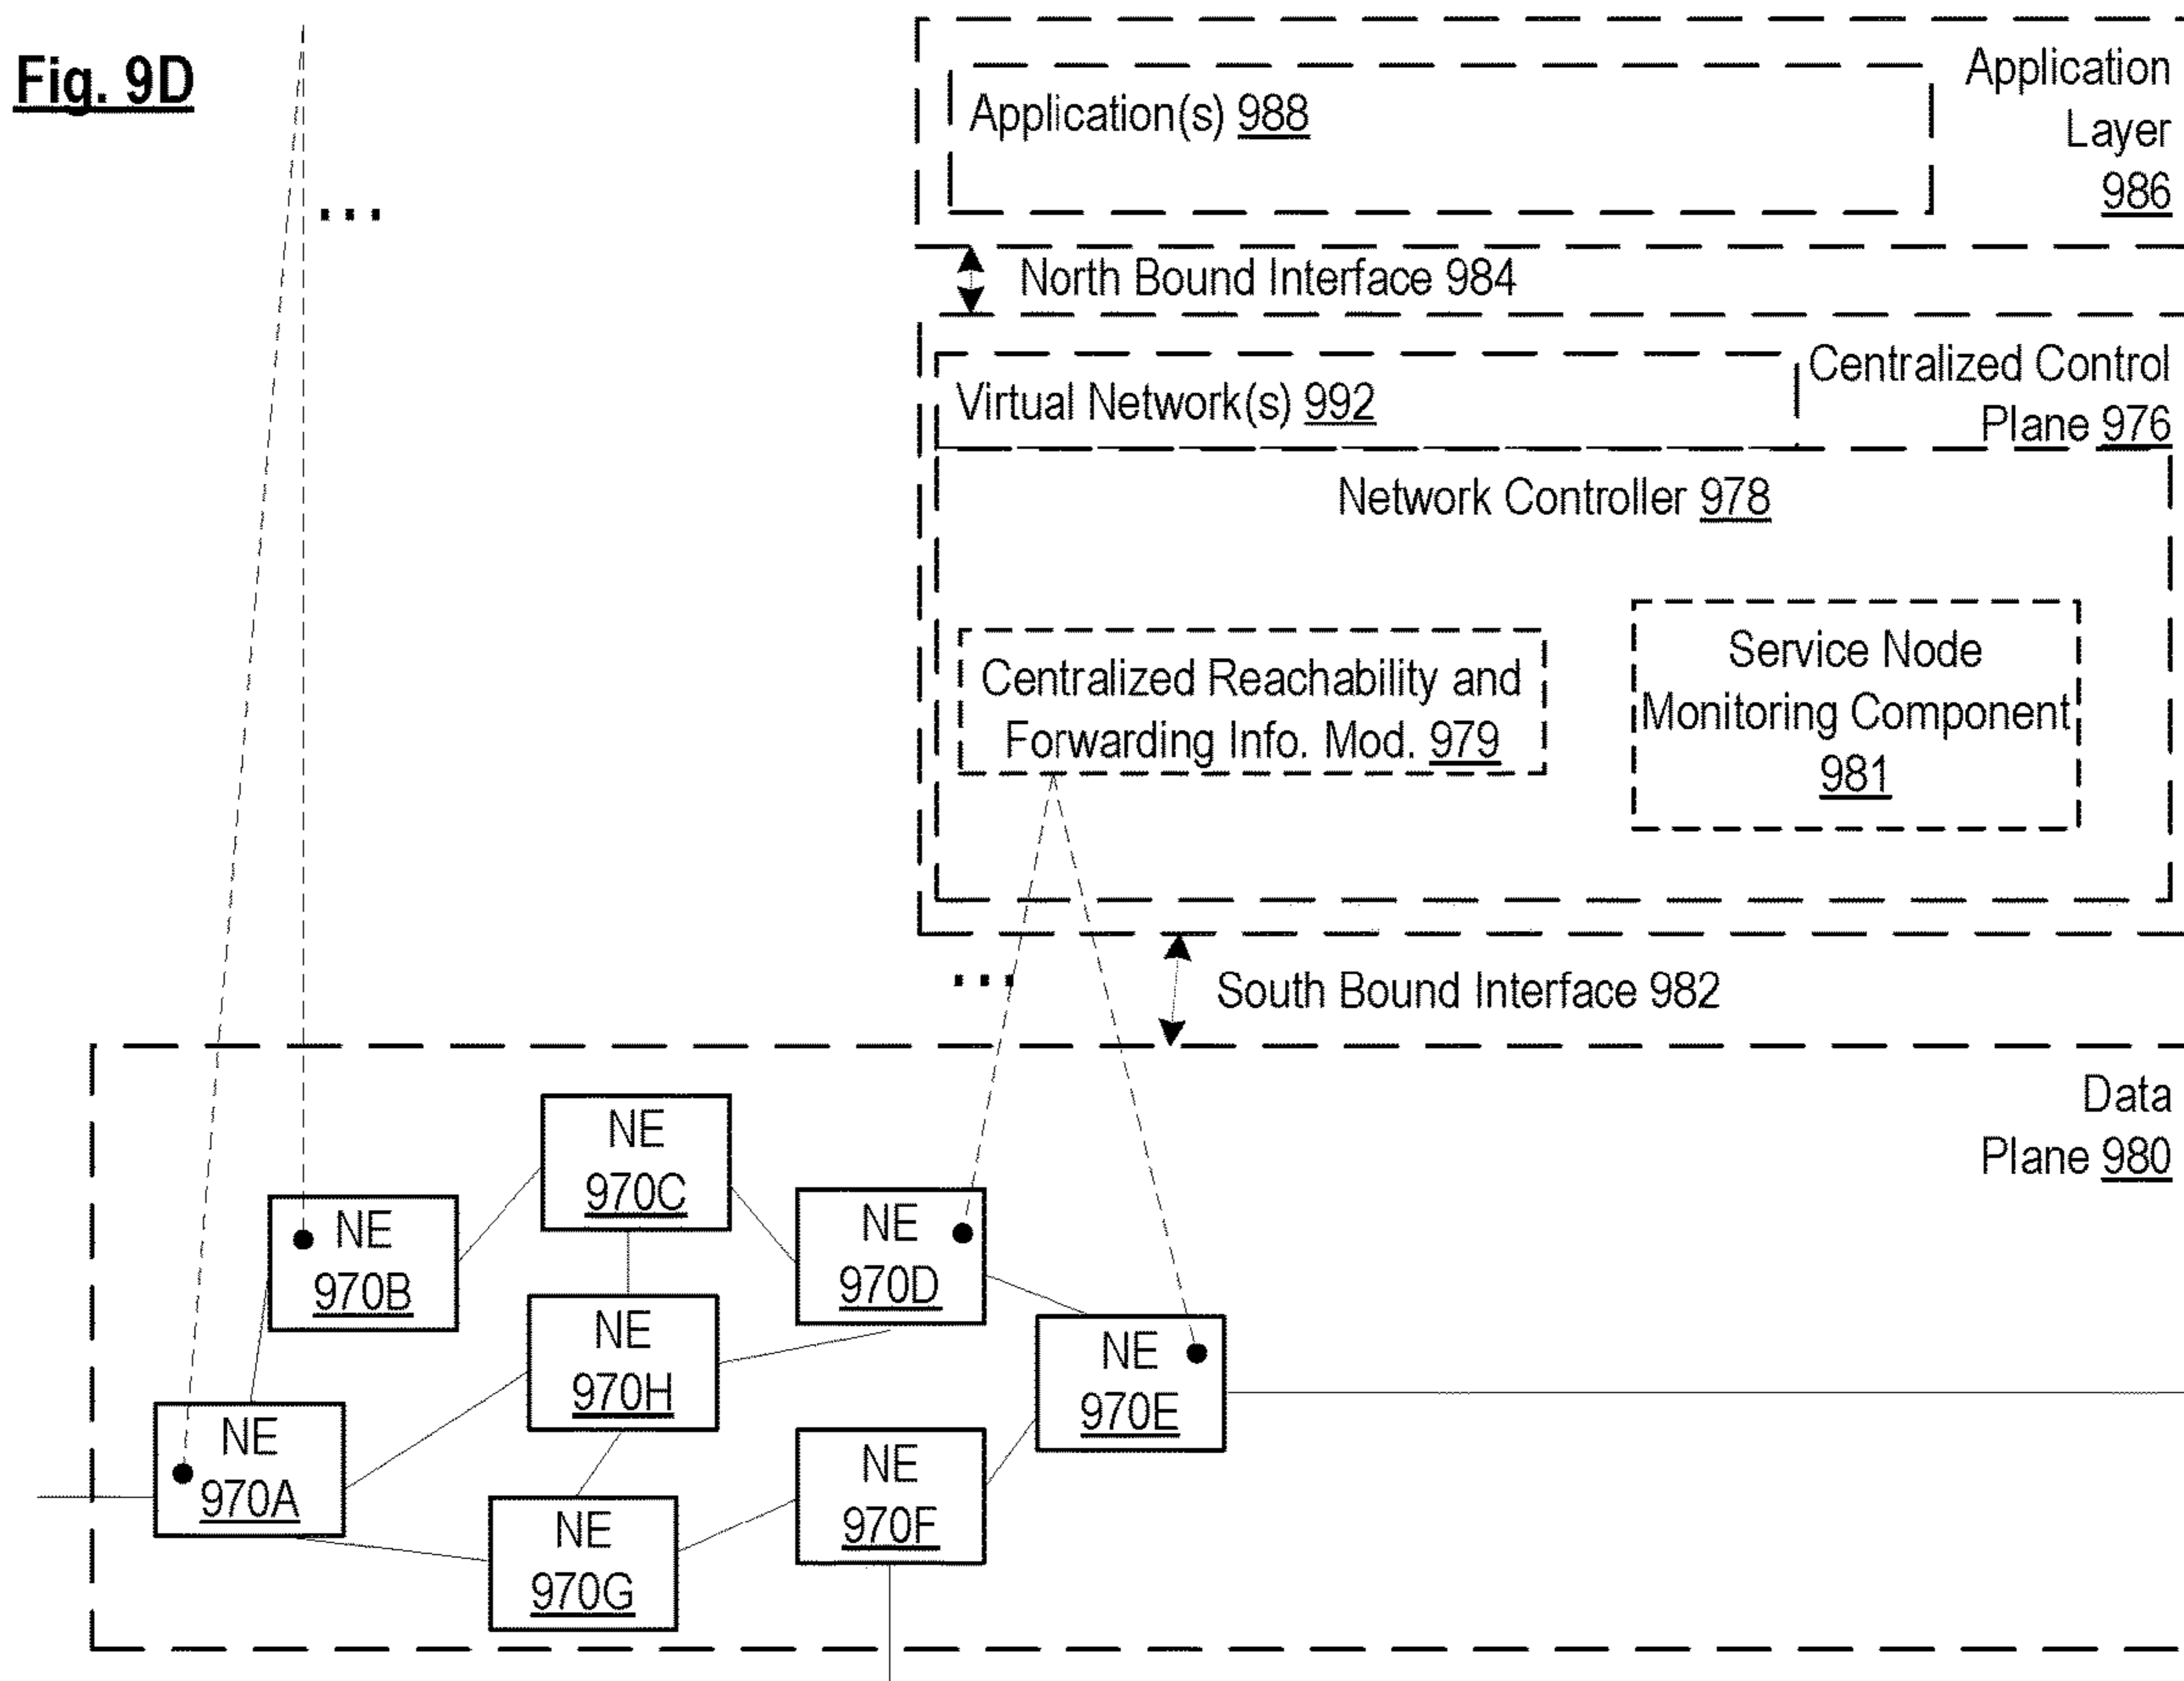 Fig. 9D
Application
Layer
986
Application(s) 988
North Bound Interface 984
Centralized Control
Plane 976
Virtual Network(s) 992
Network Controller 978
Centralized Reachability and
Forwarding Info. Mod. 979
Service Node
Monitoring Component
981
...
...
South Bound Interface 982
Data
Plane 980
NE
970C
NE
970B
NE
970D
NE
970H
NE
970E
NE
970A
NE
970F
NE
970G